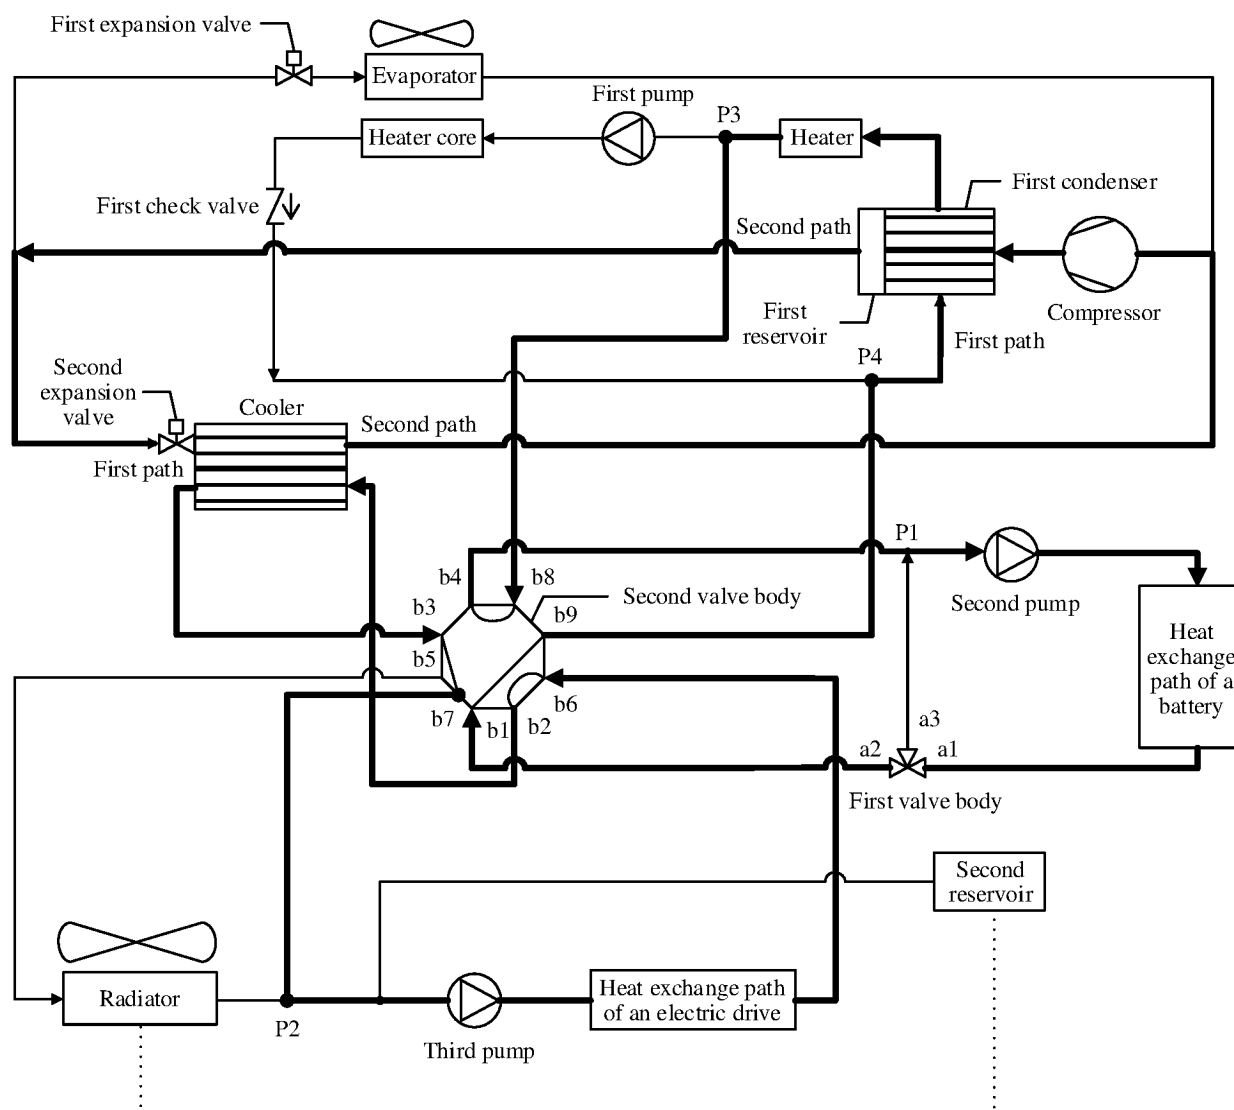 First expansion valve
Evaporator
First pump
P3
Heater core
Heater
First condenser
First check valve
Second path
Compressor
First
reservoir
First path
P4
Second
expansion
valve
Cooler
Second path
First path
P1
b4
b8
Second valve body
Second pump
b3
b9
Heat
exchange
path of a
battery
b5
b6
b7
b1
b2
a3
a2
a1
First valve body
Second
reservoir
Radiator
P2
Heat exchange path
of an electric drive
Third pump